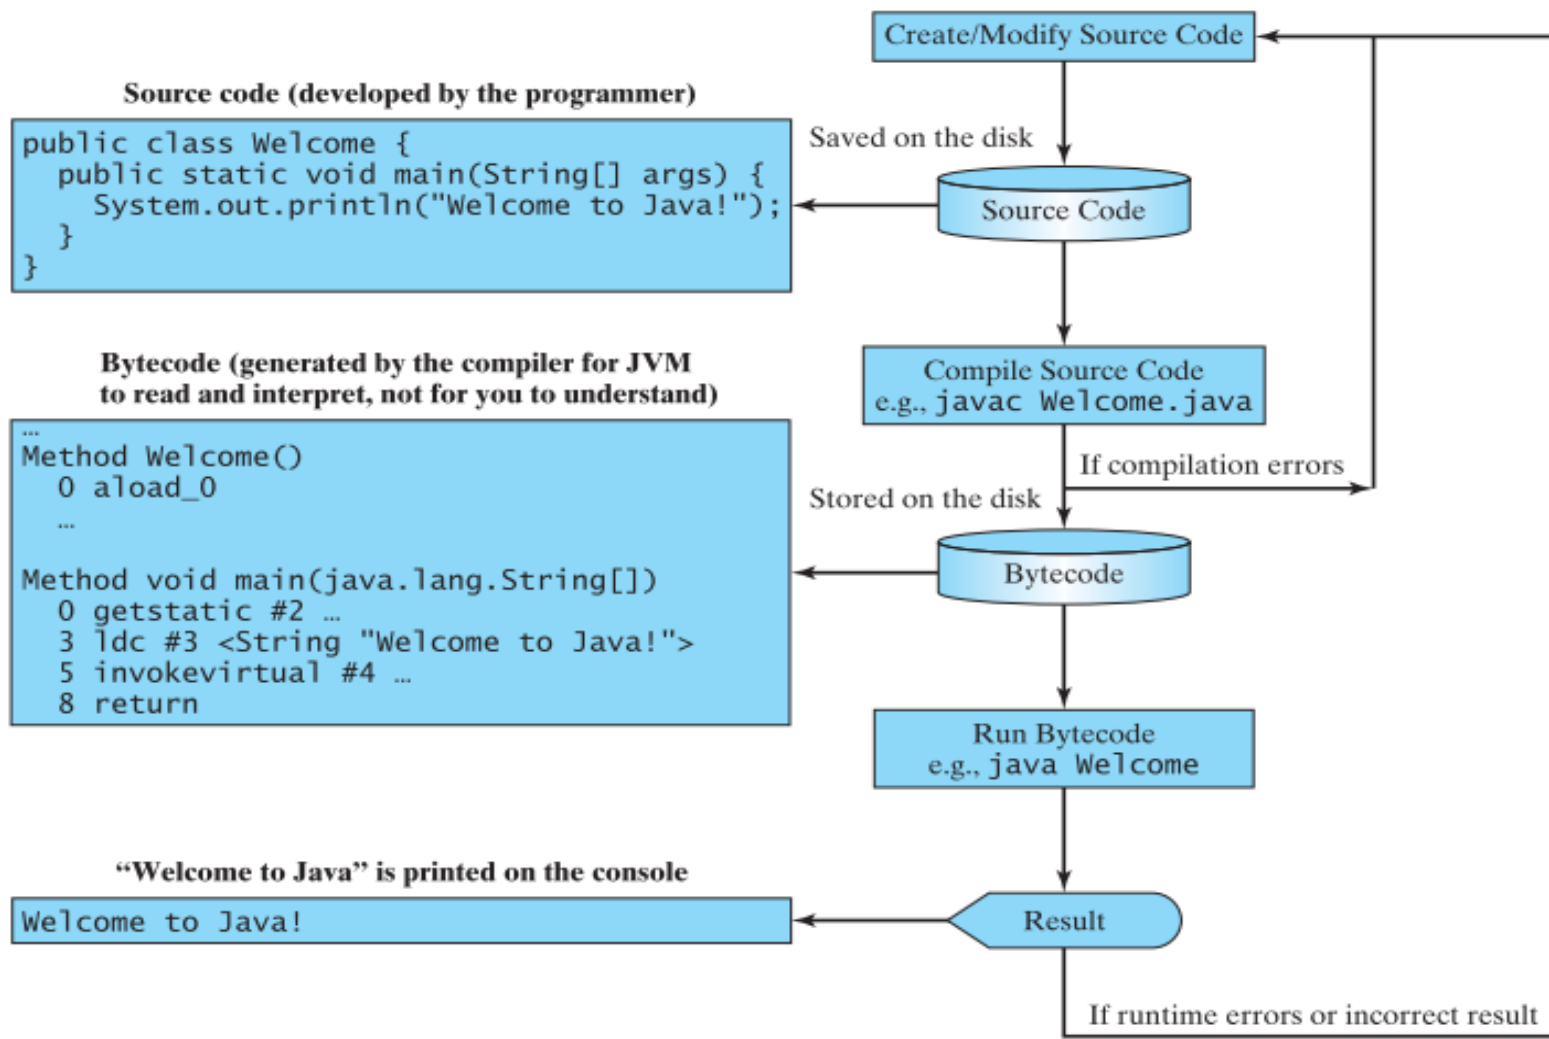 Create/Modify Source Code
Source code (developed by the programmer)
public class Welcome {
  public static void main(String[] args) {
    System.out.println("Welcome to Java!");
  }
}
Saved on the disk
Source Code
Compile Source Code
e.g., javac Welcome.java
If compilation errors
Bytecode (generated by the compiler for JVM
to read and interpret, not for you to understand)
…
Method Welcome()
  0 aload_0
  …
Method void main(java.lang.String[])
  0 getstatic #2 …
  3 ldc #3 <String "Welcome to Java!">
  5 invokevirtual #4 …
  8 return
Stored on the disk
Bytecode
Run Bytecode
e.g., java Welcome
“Welcome to Java” is printed on the console
Welcome to Java!
Result
If runtime errors or incorrect result